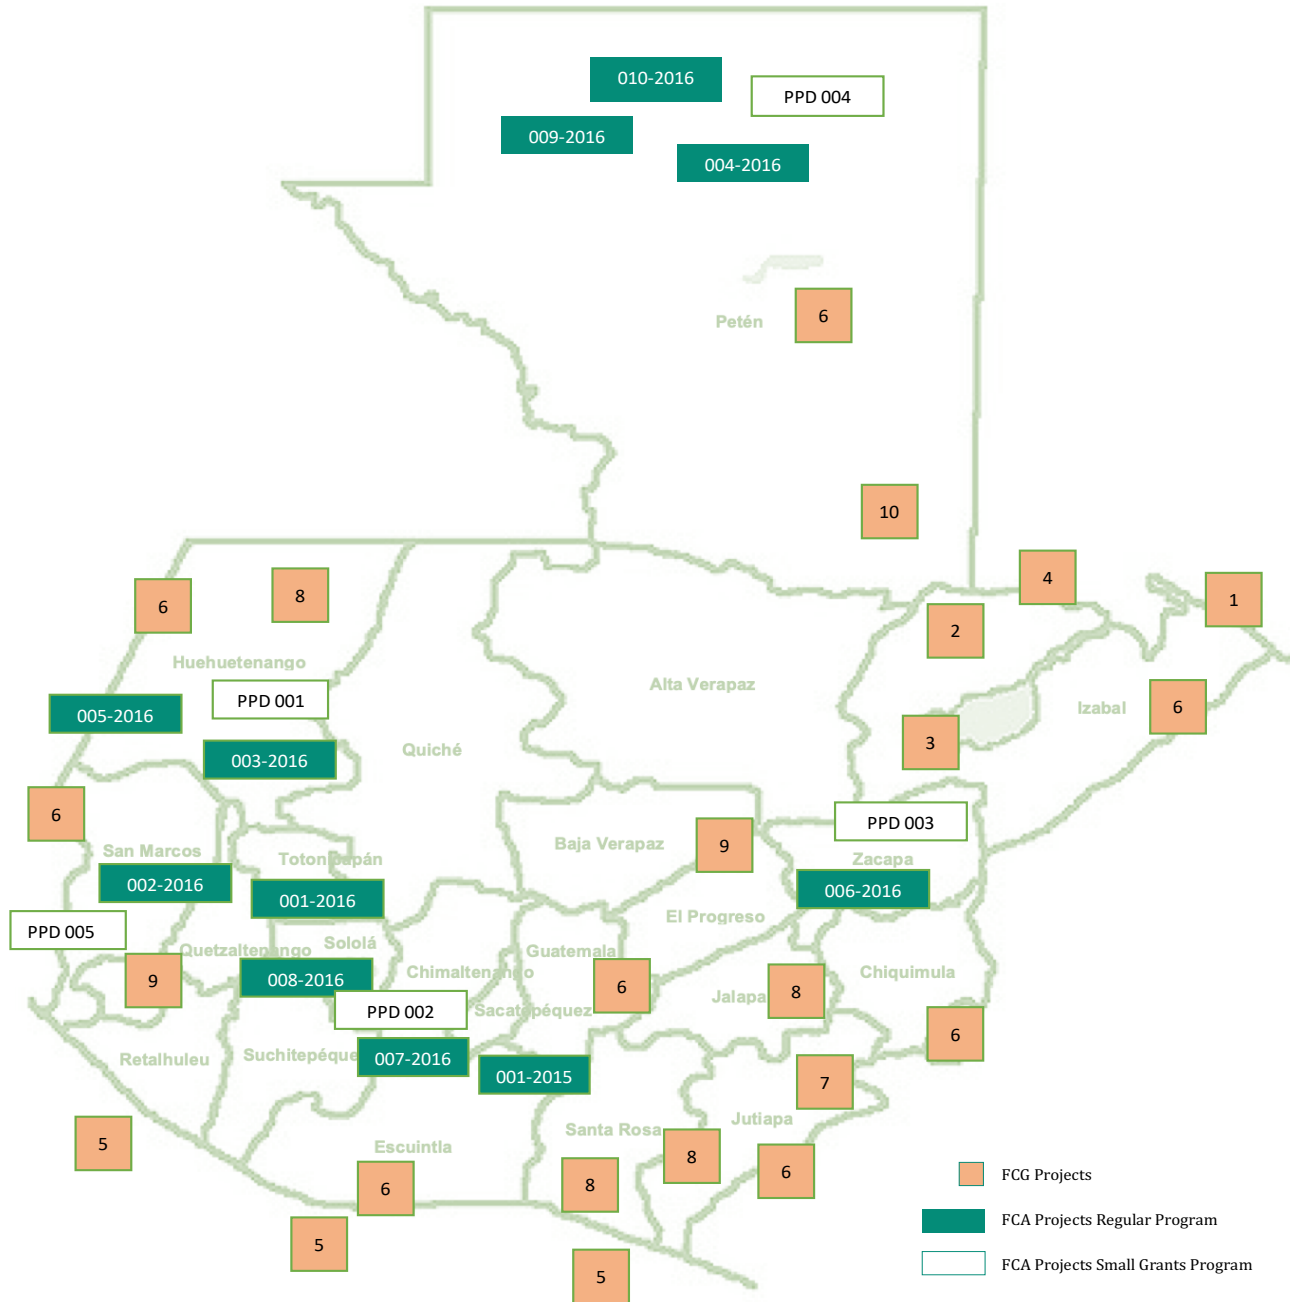 010-2016
PPD 004
009-2016
004-2016
Petén
6
10
4
6
8
1
2
Huehuetenango
Alta Verapaz
PPD 001
005-2016
Izabal
6
3
Quiché
003-2016
6
PPD 003
Baja Verapaz
9
San Marcos
Totonicapán
Zacapa
002-2016
001-2016
006-2016
El Progreso
PPD 005
Sololá
Quetzaltenango
Guatemala
Chimaltenango
Chiquimula
9
008-2016
6
Jalapa
8
PPD 002
Sacatepéquez
6
Retalhuleu
Suchitepéque
007-2016
001-2015
7
Jutiapa
Santa Rosa
5
Escuintla
8
6
6
8
FCG Projects
5
FCA Projects Regular Program
5
FCA Projects Small Grants Program